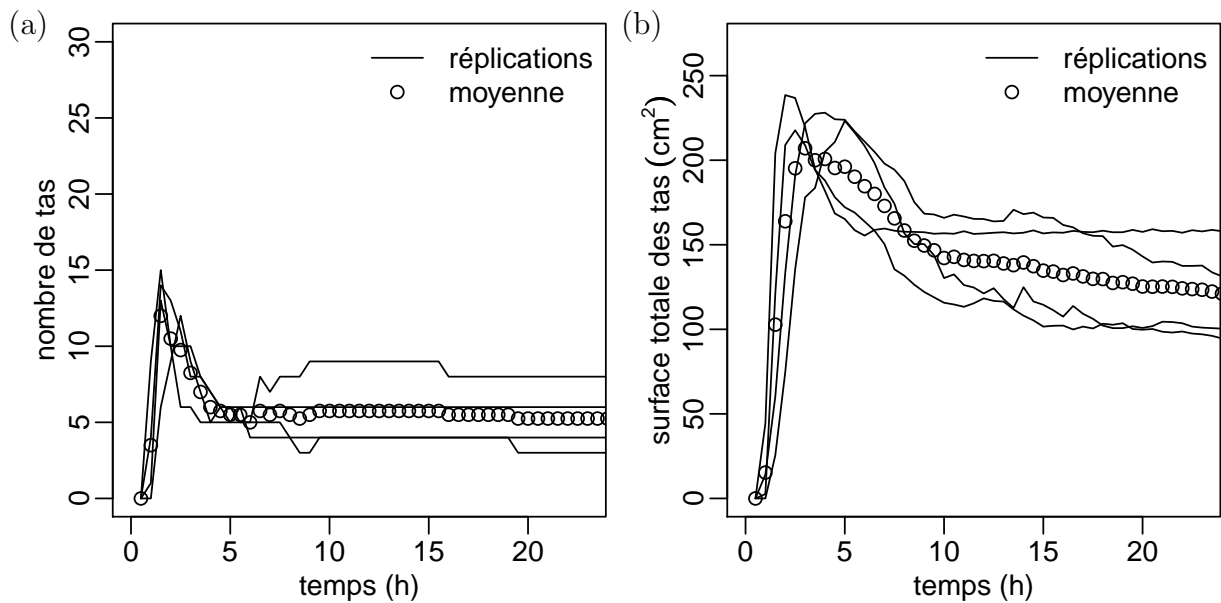 (a)
nombre de tas
30
25
20
15
10
5
0
réplications
moyenne
0 5 10 15 20
temps (h)
(b)
surface totale des tas (cm²)
250
200
150
100
50
0
réplications
moyenne
0 5 10 15 20
temps (h)